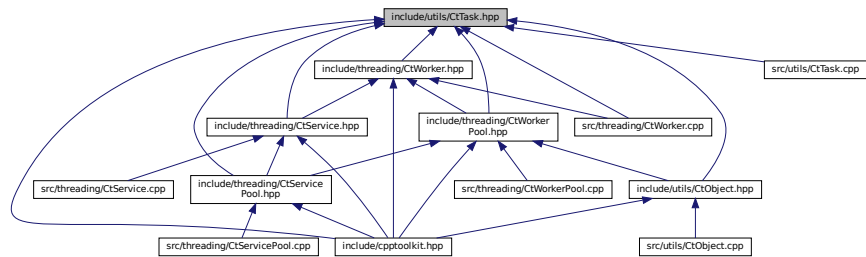 include/utils/CtTask.hpp
include/threading/CtWorker.hpp
src/utils/CtTask.cpp
include/threading/CtService.hpp
include/threading/CtWorker
Pool.hpp
src/threading/CtWorker.cpp
src/threading/CtService.cpp
include/threading/CtService
Pool.hpp
src/threading/CtWorkerPool.cpp
include/utils/CtObject.hpp
src/threading/CtServicePool.cpp
include/cpptoolkit.hpp
src/utils/CtObject.cpp